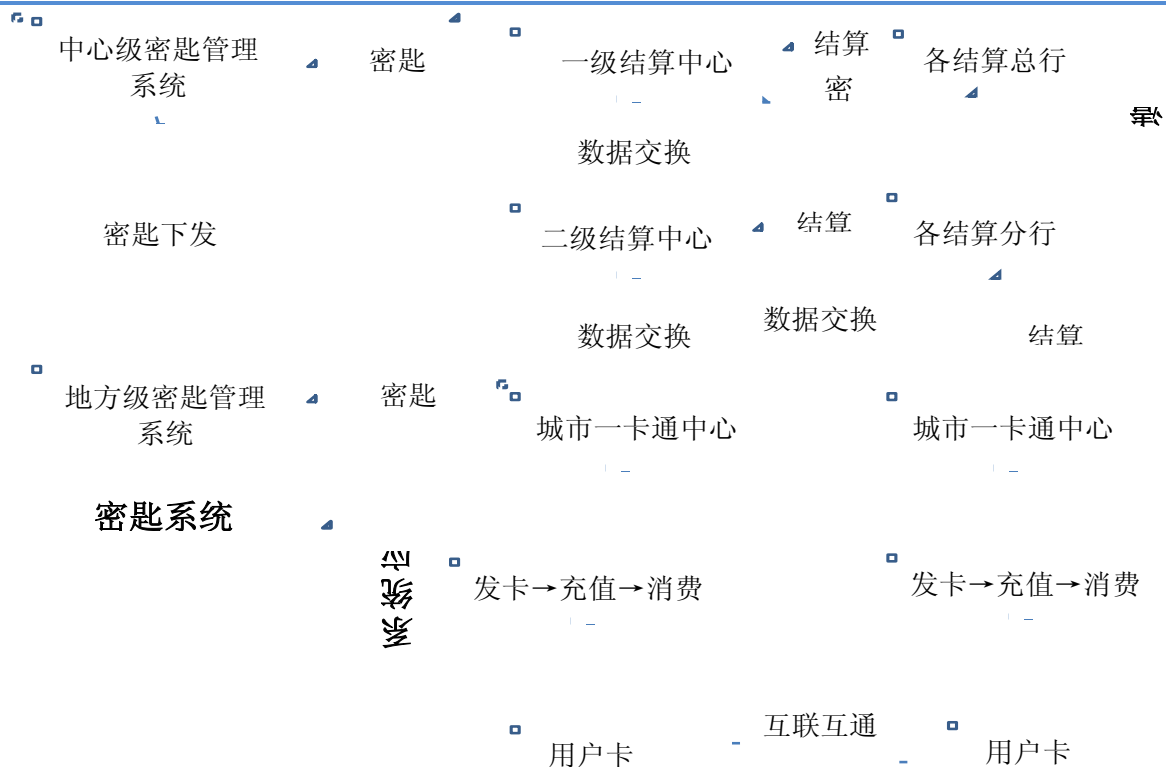 中心级密匙管理
系统
密匙
一级结算中心
结算
密
各结算总行
数据交换
密匙下发
二级结算中心
结算
各结算分行
数据交换
数据交换
结算
地方级密匙管理
系统
密匙
城市一卡通中心
城市一卡通中心
密匙系统
系统应
发卡→充值→消费
发卡→充值→消费
互联互通
用户卡
用户卡